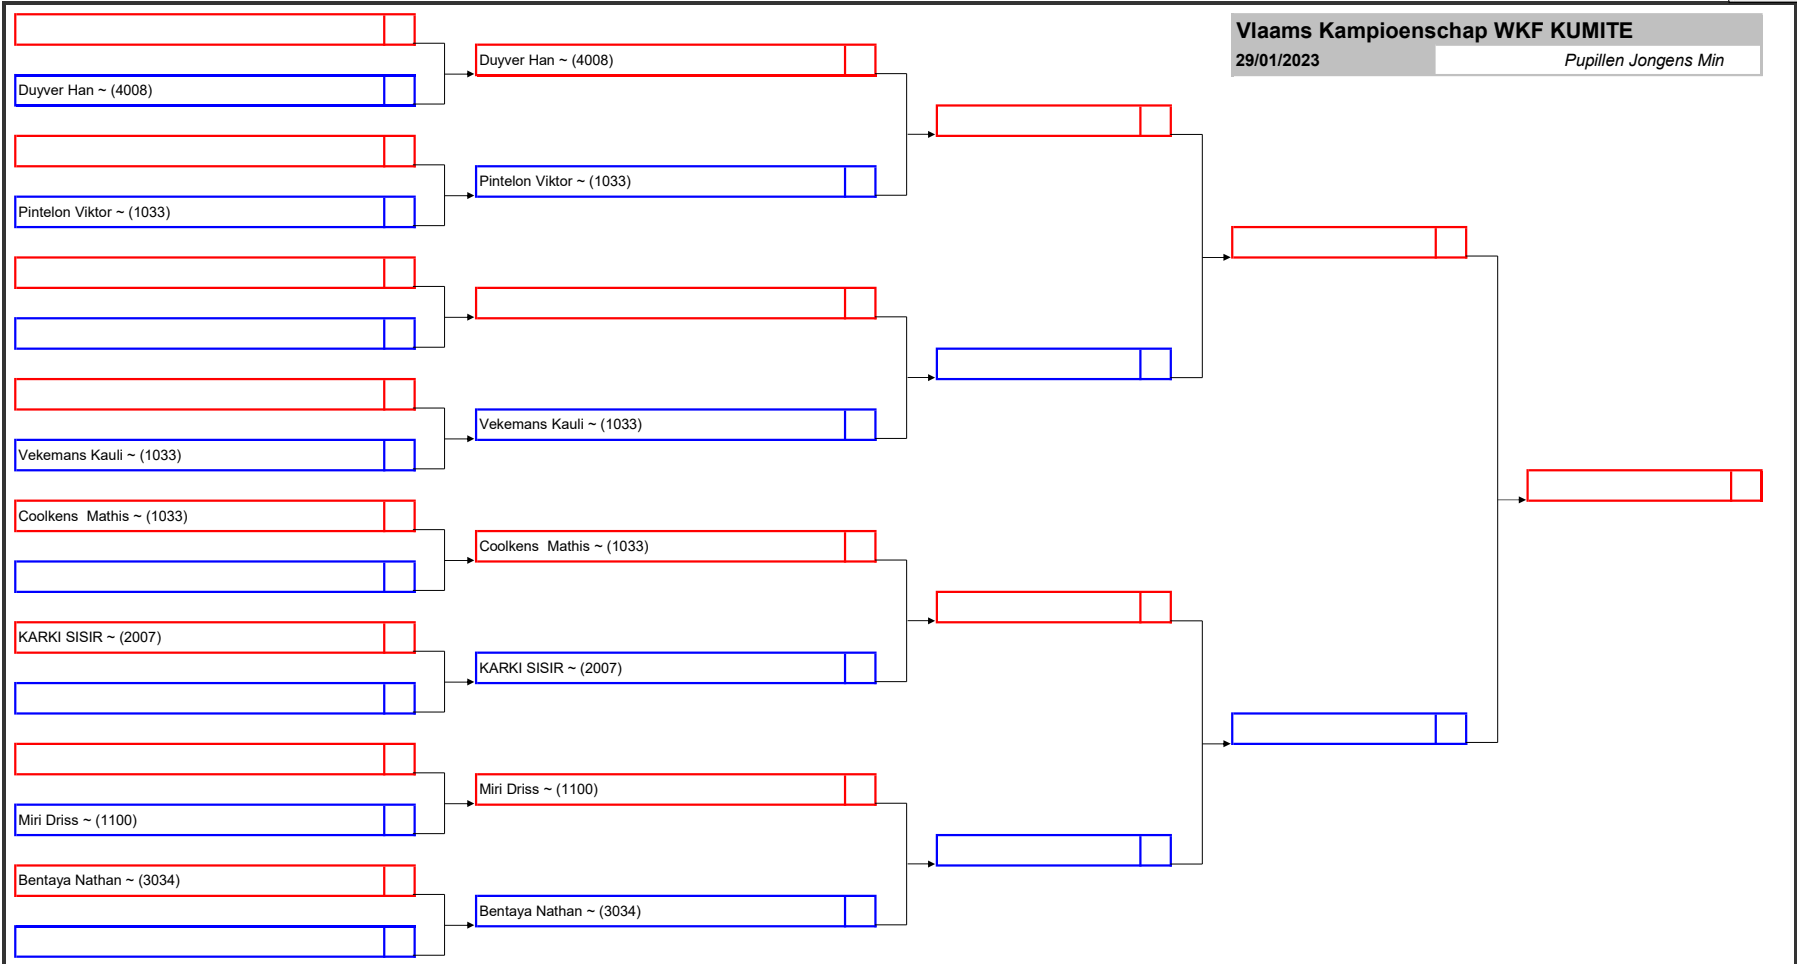 Vlaams Kampioenschap WKF KUMITE
29/01/2023 Pupillen Jongens Min
Duyver Han ~ (4008)
Pintelon Viktor ~ (1033)
Vekemans Kauli ~ (1033)
Coolkens  Mathis ~ (1033)
KARKI SISIR ~ (2007)
Miri Driss ~ (1100)
Bentaya Nathan ~ (3034)
Duyver Han ~ (4008)
Pintelon Viktor ~ (1033)
Vekemans Kauli ~ (1033)
Coolkens  Mathis ~ (1033)
KARKI SISIR ~ (2007)
Miri Driss ~ (1100)
Bentaya Nathan ~ (3034)